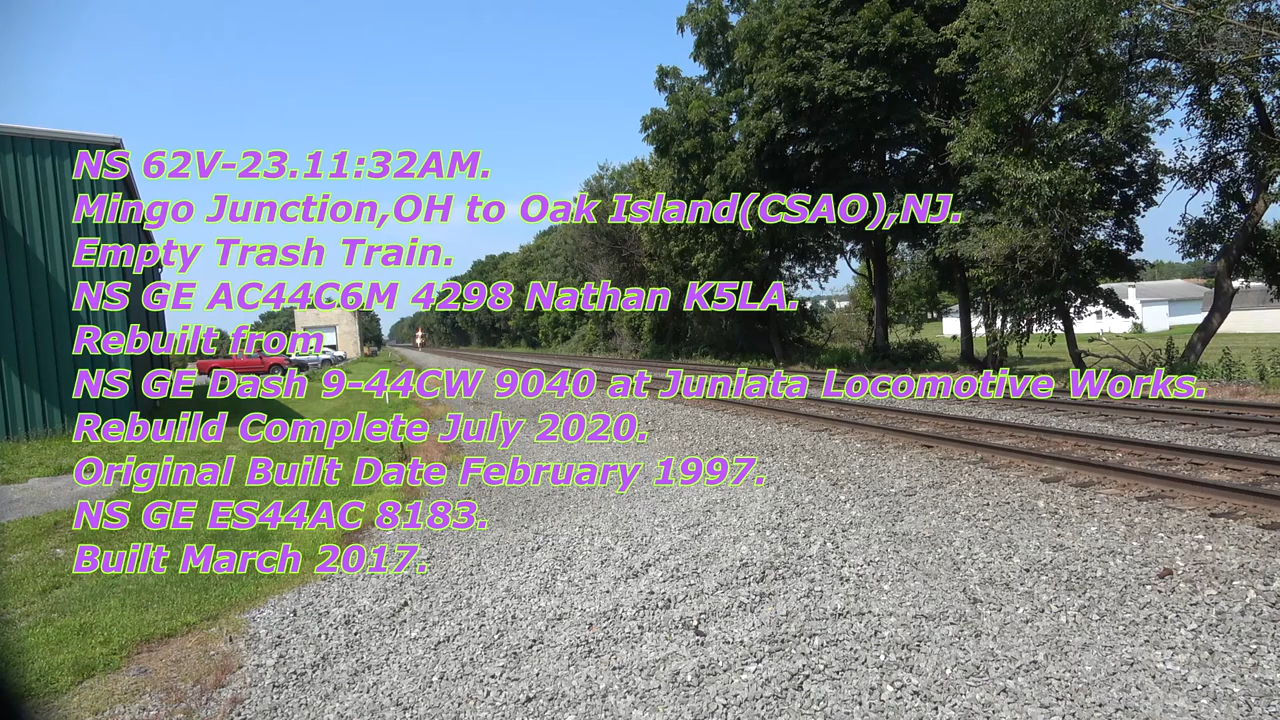 NS 62V-23.11:32AM.
Mingo Junction,OH to Oak Island(CSAO),NJ.
Empty Trash Train.
NS GE AC44C6M 4298 Nathan K5LA.
Rebuilt from
NS GE Dash 9-44CW 9040 at Juniata Locomotive Works.
Rebuild Complete July 2020.
Original Built Date February 1997.
NS GE ES44AC 8183.
Built March 2017.